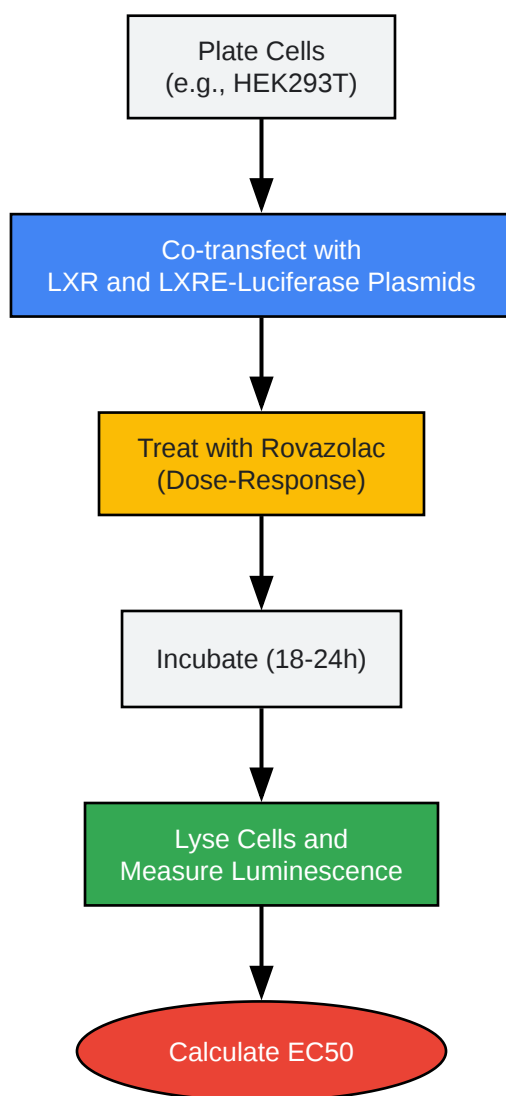 Plate Cells
(e.g., HEK293T)
Co-transfect with
LXR and LXRE-Luciferase Plasmids
Treat with Rovazolac
(Dose-Response)
Incubate (18-24h)
Lyse Cells and
Measure Luminescence
Calculate EC50